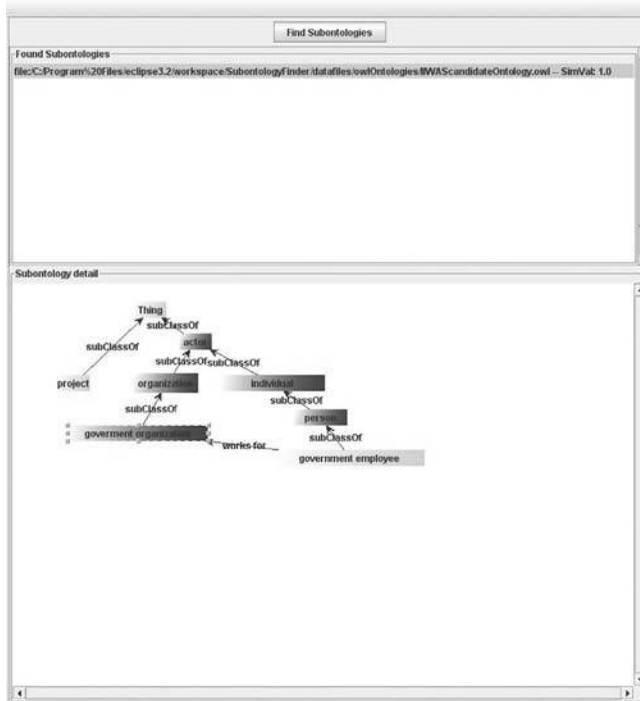 Find Subontologies
Found Subontologies
file:/C:/Program%20Files/eclipse3.2/workspace/SubontologyFinder/datafiles/owlOntologies/IIWAScandidateOntology.owl -- SimVal: 1.0
Subontology detail
Thing
subClassOf
actor
subClassOf
subClassOf
subClassOf
project
organization
individual
subClassOf
subClassOf
person
goverment organization
subClassOf
works for
government employee